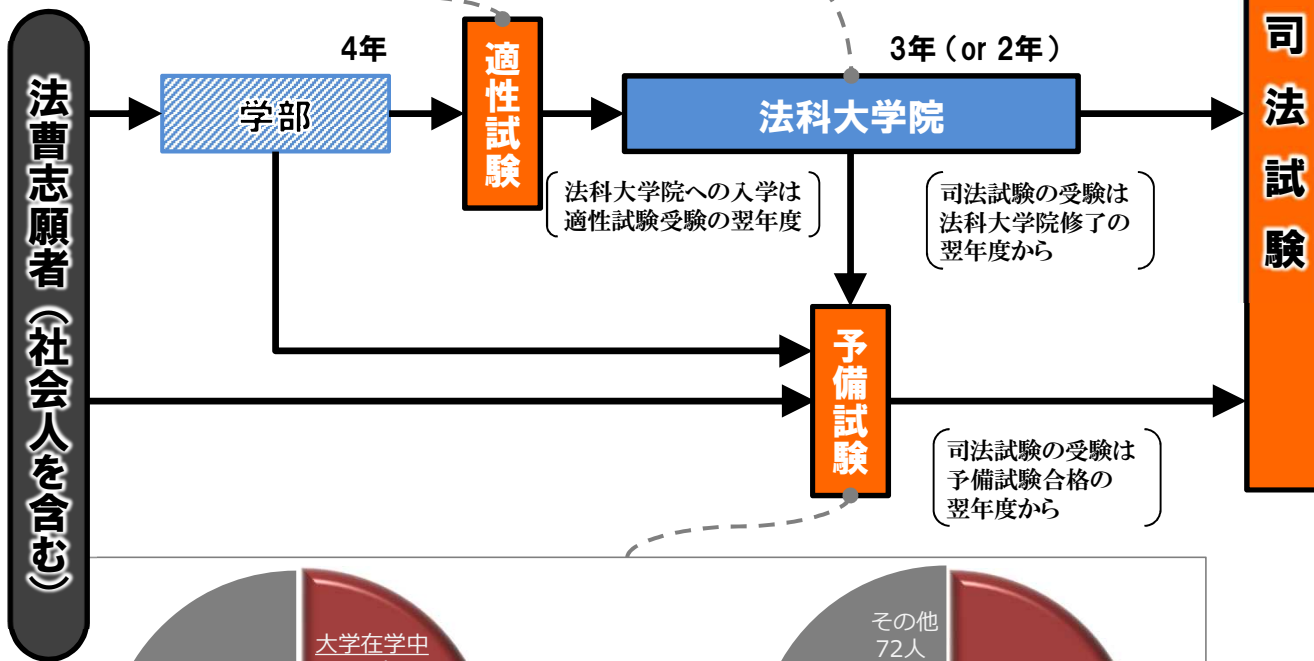 法曹志願者（社会人を含む）
4年
学部
適性試験
3年（or 2年）
法科大学院
法科大学院への入学は
適性試験受験の翌年度
司法試験の受験は
法科大学院修了の
翌年度から
予備試験
司法試験の受験は
予備試験合格の
翌年度から
司法試験
大学在学中
その他
72人